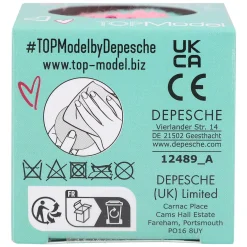 #TOPModelbyDepesche
www.top-model.biz
UK
CA
CE
DEPESCHE
Vierlander Str. 14
DE 21502 Geesthacht
www.depesche.com
12489_A
DEPESCHE
(UK) Limited
Carnac Place
Cams Hall Estate
Fareham, Portsmouth
PO16 8UY
FR